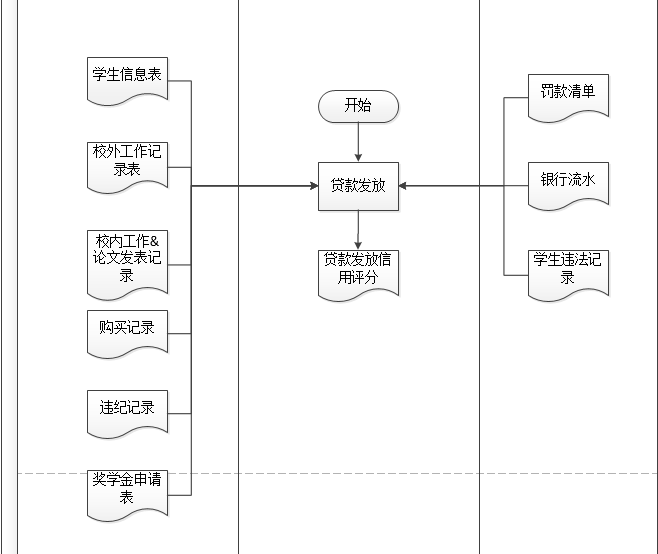 学生信息表
校外工作记
录表
校内工作&
论文发表记
录
购买记录
违纪记录
奖学金申请
表
开始
贷款发放
贷款发放信
用评分
罚款清单
银行流水
学生违法记
录